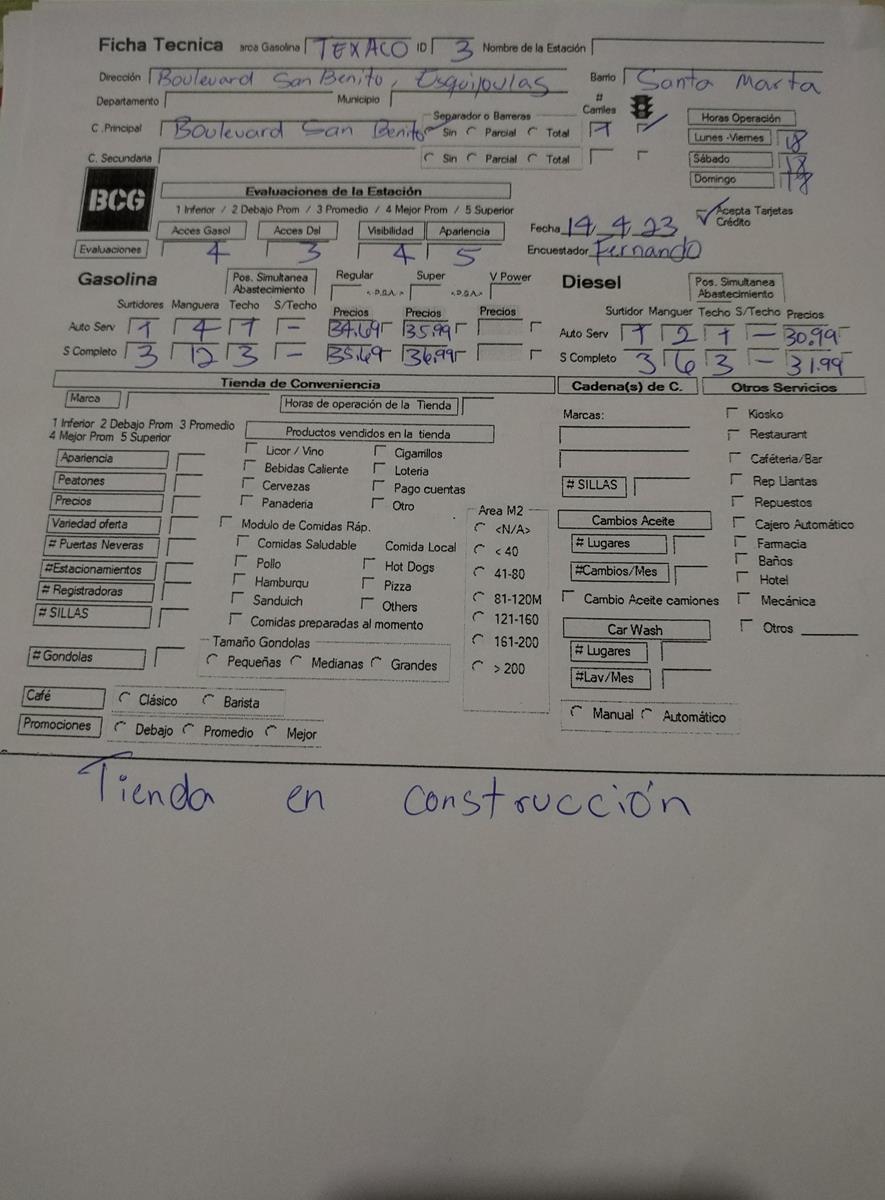 Ficha Tecnica arca Gasolina TEXACO ID 3 Nombre de la Estación
Dirección Boulevard San Benito, Esquipulas Barrio Santa Marta
Departamento Municipio Separador o Barreras # Carriles Horas Operación
C .Principal Boulevard San Benito Sin Parcial Total Lunes -Viernes 18
C. Secundaria Sin Parcial Total Sábado 18
Domingo 18
BCG Evaluaciones de la Estación
1 Inferior / 2 Debajo Prom / 3 Promedio / 4 Mejor Prom / 5 Superior
Acepta Tarjetas Crédito
Acces Gasol Acces Dsl Visibilidad Apariencia Fecha 14, 4, 23
Evaluaciones 4 3 4 5 Encuestador Fernando
Gasolina Pos. Simultanea Abastecimiento Regular Super V Power Diesel Pos. Simultanea Abastecimiento
Surtidores Manguera Techo S/Techo Precios Precios Precios Surtidor Manguer Techo S/Techo Precios
Auto Serv 1 4 1 - 34.69 35.99 Auto Serv 1 2 1 - 30.99
S Completo 3 12 3 - 35.69 36.99 S Completo 3 6 3 - 31.99
Tienda de Conveniencia Cadena(s) de C. Otros Servicios
Marca Horas de operación de la Tienda Marcas: Kiosko
1 Inferior 2 Debajo Prom 3 Promedio
4 Mejor Prom 5 Superior
Productos vendidos en la tienda Restaurant
Apariencia Licor / Vino Cigarrillos Caféteria/Bar
Peatones Bebidas Caliente Loteria # SILLAS Rep Llantas
Precios Cervezas Pago cuentas Repuestos
Panaderia Otro Area M2
Variedad oferta Modulo de Comidas Ráp. <N/A> Cambios Aceite Cajero Automático
# Puertas Neveras Comidas Saludable Comida Local < 40 # Lugares Farmacia
#Estacionamientos Pollo Hot Dogs 41-80 #Cambios/Mes Baños
# Registradoras Hamburqu Pizza Hotel
# SILLAS Sanduich Others 81-120M Cambio Aceite camiones Mecánica
Comidas preparadas al momento 121-160 Car Wash Otros
# Gondolas Tamaño Gondolas 161-200 # Lugares
Pequeñas Medianas Grandes > 200 #Lav/Mes
Café Clásico Barista Manual Automático
Promociones Debajo Promedio Mejor
Tienda en construcción